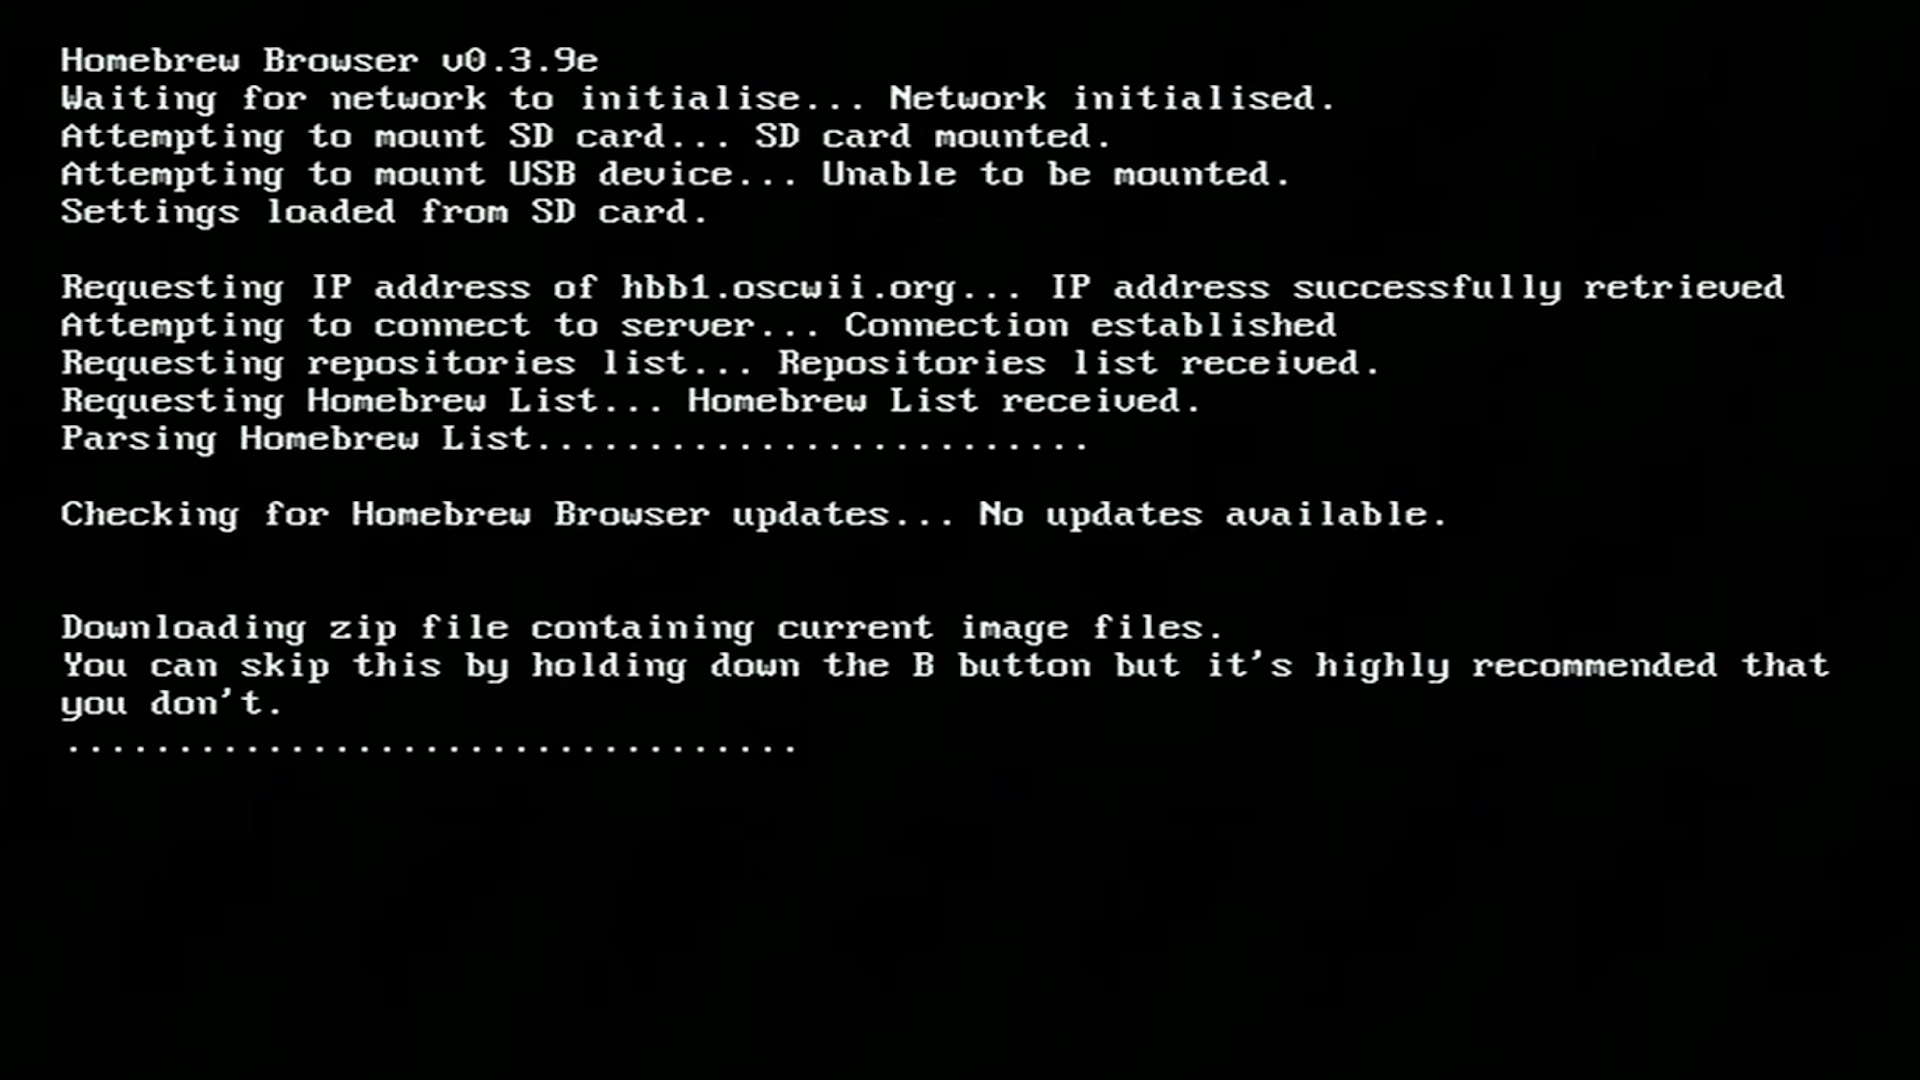 Homebrew Browser v0.3.9e
Waiting for network to initialise... Network initialised.
Attempting to mount SD card... SD card mounted.
Attempting to mount USB device... Unable to be mounted.
Settings loaded from SD card.
Requesting IP address of hbb1.oscwii.org... IP address successfully retrieved
Attempting to connect to server... Connection established
Requesting repositories list... Repositories list received.
Requesting Homebrew List... Homebrew List received.
Parsing Homebrew List.........................
Checking for Homebrew Browser updates... No updates available.
Downloading zip file containing current image files.
You can skip this by holding down the B button but it's highly recommended that
you don't.
.................................